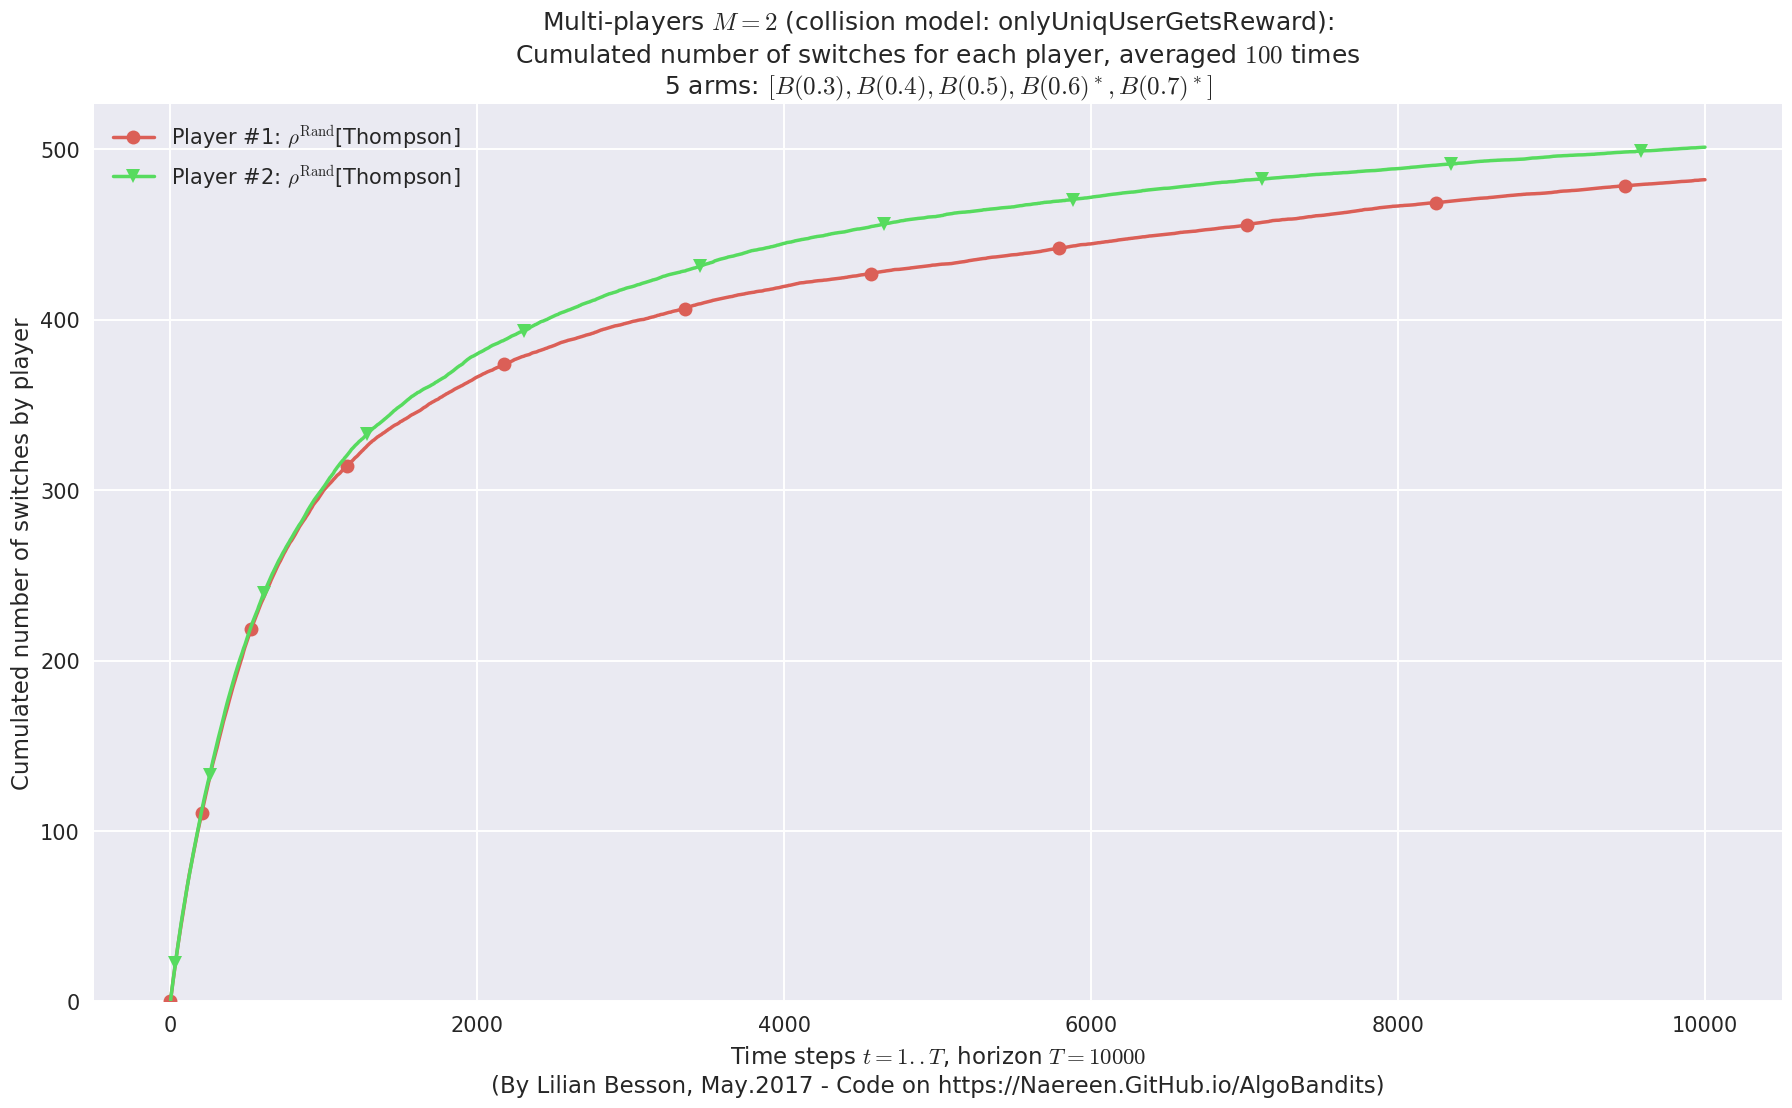 Multi-players M = 2 (collision model: onlyUniqUserGetsReward):
Cumulated number of switches for each player, averaged 100 times
5 arms: [B(0.3), B(0.4), B(0.5), B(0.6)*, B(0.7)*]
Player #1: ρ^Rand[Thompson]
Player #2: ρ^Rand[Thompson]
Cumulated number of switches by player
500
400
300
200
100
0
0 2000 4000 6000 8000 10000
Time steps t = 1..T, horizon T = 10000
(By Lilian Besson, May.2017 - Code on https://Naereen.GitHub.io/AlgoBandits)